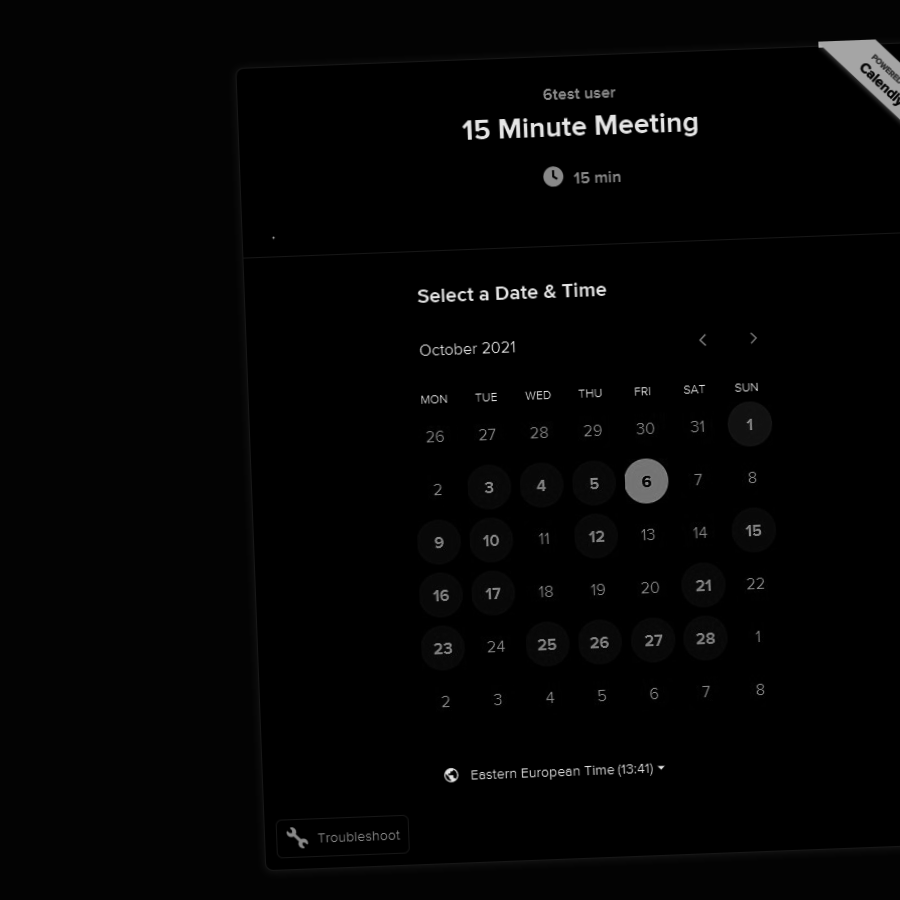 POWERED
Calendly
6test user
15 Minute Meeting
15 min
Select a Date & Time
October 2021
MON TUE WED THU FRI SAT SUN
26 27 28 29 30 31 1
2 3 4 5 6 7 8
9 10 11 12 13 14 15
16 17 18 19 20 21 22
23 24 25 26 27 28 1
2 3 4 5 6 7 8
Eastern European Time (13:41)
Troubleshoot